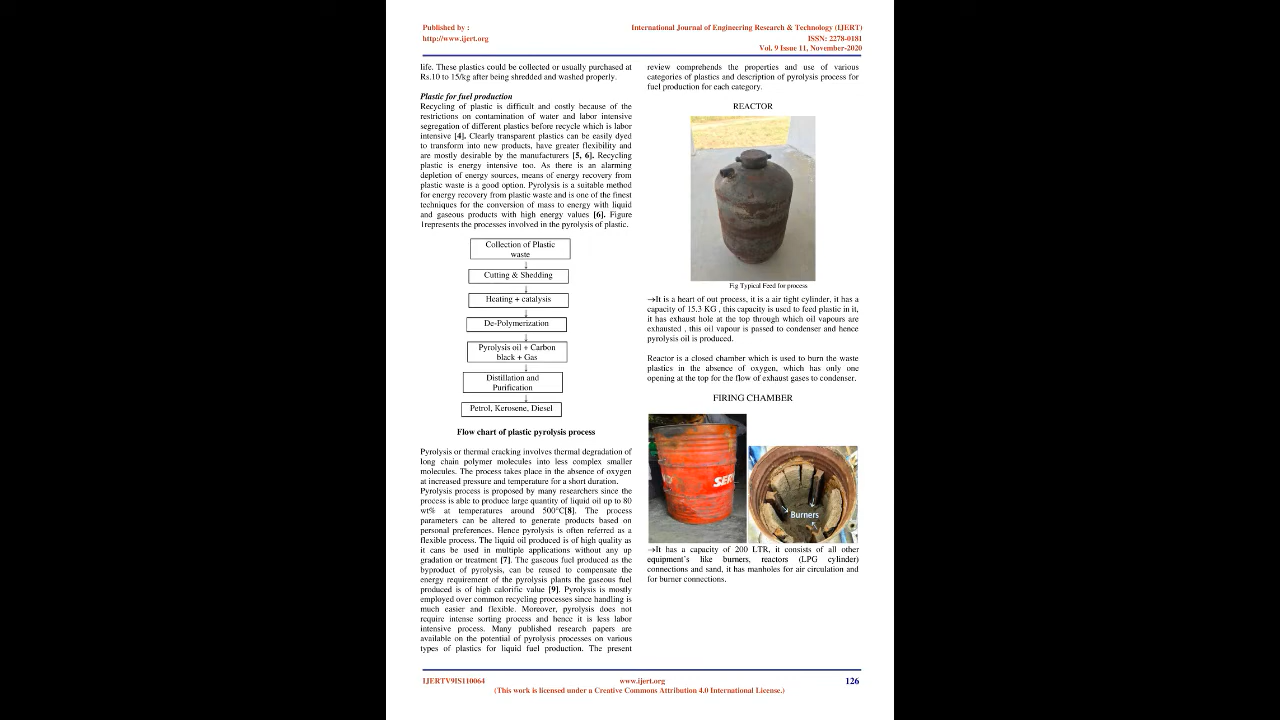 Published by :
http://www.ijert.org
International Journal of Engineering Research & Technology (IJERT)
ISSN: 2278-0181
Vol. 9 Issue 11, November-2020
life. These plastics could be collected or usually purchased at
Rs.10 to 15/kg after being shredded and washed properly.
Plastic for fuel production
Recycling of plastic is difficult and costly because of the
restrictions on contamination of water and labor intensive
segregation of different plastics before recycle which is labor
intensive [4]. Clearly transparent plastics can be easily dyed
to transform into new products, have greater flexibility and
are mostly desirable by the manufacturers [5, 6]. Recycling
plastic is energy intensive too. As there is an alarming
depletion of energy sources, means of energy recovery from
plastic waste is a good option. Pyrolysis is a suitable method
for energy recovery from plastic waste and is one of the finest
techniques for the conversion of mass to energy with liquid
and gaseous products with high energy values [6]. Figure
1represents the processes involved in the pyrolysis of plastic.
Collection of Plastic
waste
↓
Cutting & Shedding
↓
Heating + catalysis
↓
De-Polymerization
↓
Pyrolysis oil + Carbon
black + Gas
↓
Distillation and
Purification
↓
Petrol, Kerosene, Diesel
Flow chart of plastic pyrolysis process
Pyrolysis or thermal cracking involves thermal degradation of
long chain polymer molecules into less complex smaller
molecules. The process takes place in the absence of oxygen
at increased pressure and temperature for a short duration.
Pyrolysis process is proposed by many researchers since the
process is able to produce large quantity of liquid oil up to 80
wt% at temperatures around 500°C[8]. The process
parameters can be altered to generate products based on
personal preferences. Hence pyrolysis is often referred as a
flexible process. The liquid oil produced is of high quality as
it cans be used in multiple applications without any up
gradation or treatment [7]. The gaseous fuel produced as the
byproduct of pyrolysis, can be reused to compensate the
energy requirement of the pyrolysis plants the gaseous fuel
produced is of high calorific value [9]. Pyrolysis is mostly
employed over common recycling processes since handling is
much easier and flexible. Moreover, pyrolysis does not
require intense sorting process and hence it is less labor
intensive process. Many published research papers are
available on the potential of pyrolysis processes on various
types of plastics for liquid fuel production. The present
review comprehends the properties and use of various
categories of plastics and description of pyrolysis process for
fuel production for each category.
REACTOR
Fig Typical Feed for process
→It is a heart of out process, it is a air tight cylinder, it has a
capacity of 15.3 KG , this capacity is used to feed plastic in it,
it has exhaust hole at the top through which oil vapours are
exhausted , this oil vapour is passed to condenser and hence
pyrolysis oil is produced.
Reactor is a closed chamber which is used to burn the waste
plastics in the absence of oxygen, which has only one
opening at the top for the flow of exhaust gases to condenser.
FIRING CHAMBER
SER
Burners
→It has a capacity of 200 LTR, it consists of all other
equipment's like burners, reactors (LPG cylinder)
connections and sand, it has manholes for air circulation and
for burner connections.
IJERTV9IS110064
www.ijert.org
126
(This work is licensed under a Creative Commons Attribution 4.0 International License.)